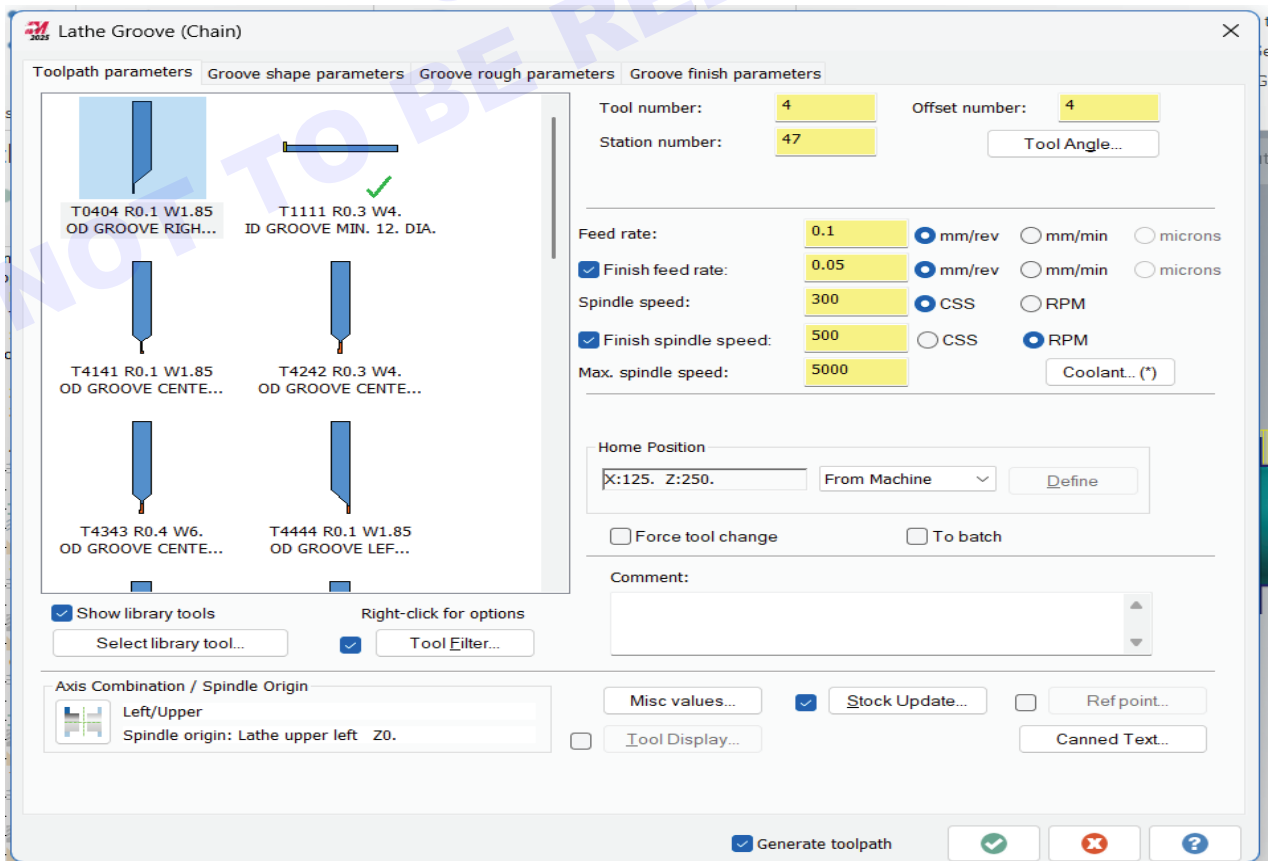 2025 Lathe Groove (Chain)
Toolpath parameters Groove shape parameters Groove rough parameters Groove finish parameters
T0404 R0.1 W1.85
OD GROOVE RIGH...
T1111 R0.3 W4.
ID GROOVE MIN. 12. DIA.
T4141 R0.1 W1.85
OD GROOVE CENTE...
T4242 R0.3 W4.
OD GROOVE CENTE...
T4343 R0.4 W6.
OD GROOVE CENTE...
T4444 R0.1 W1.85
OD GROOVE LEF...
Show library tools Right-click for options
Select library tool... Tool Filter...
Axis Combination / Spindle Origin
Left/Upper
Spindle origin: Lathe upper left Z0.
Tool number: 4 Offset number: 4
Station number: 47 Tool Angle...
Feed rate: 0.1 mm/rev mm/min microns
Finish feed rate: 0.05 mm/rev mm/min microns
Spindle speed: 300 CSS RPM
Finish spindle speed: 500 CSS RPM
Max. spindle speed: 5000 Coolant... (*)
Home Position
X:125. Z:250. From Machine Define
Force tool change To batch
Comment:
Misc values... Stock Update... Ref point...
Tool Display... Canned Text...
Generate toolpath ?
NOT TO BE